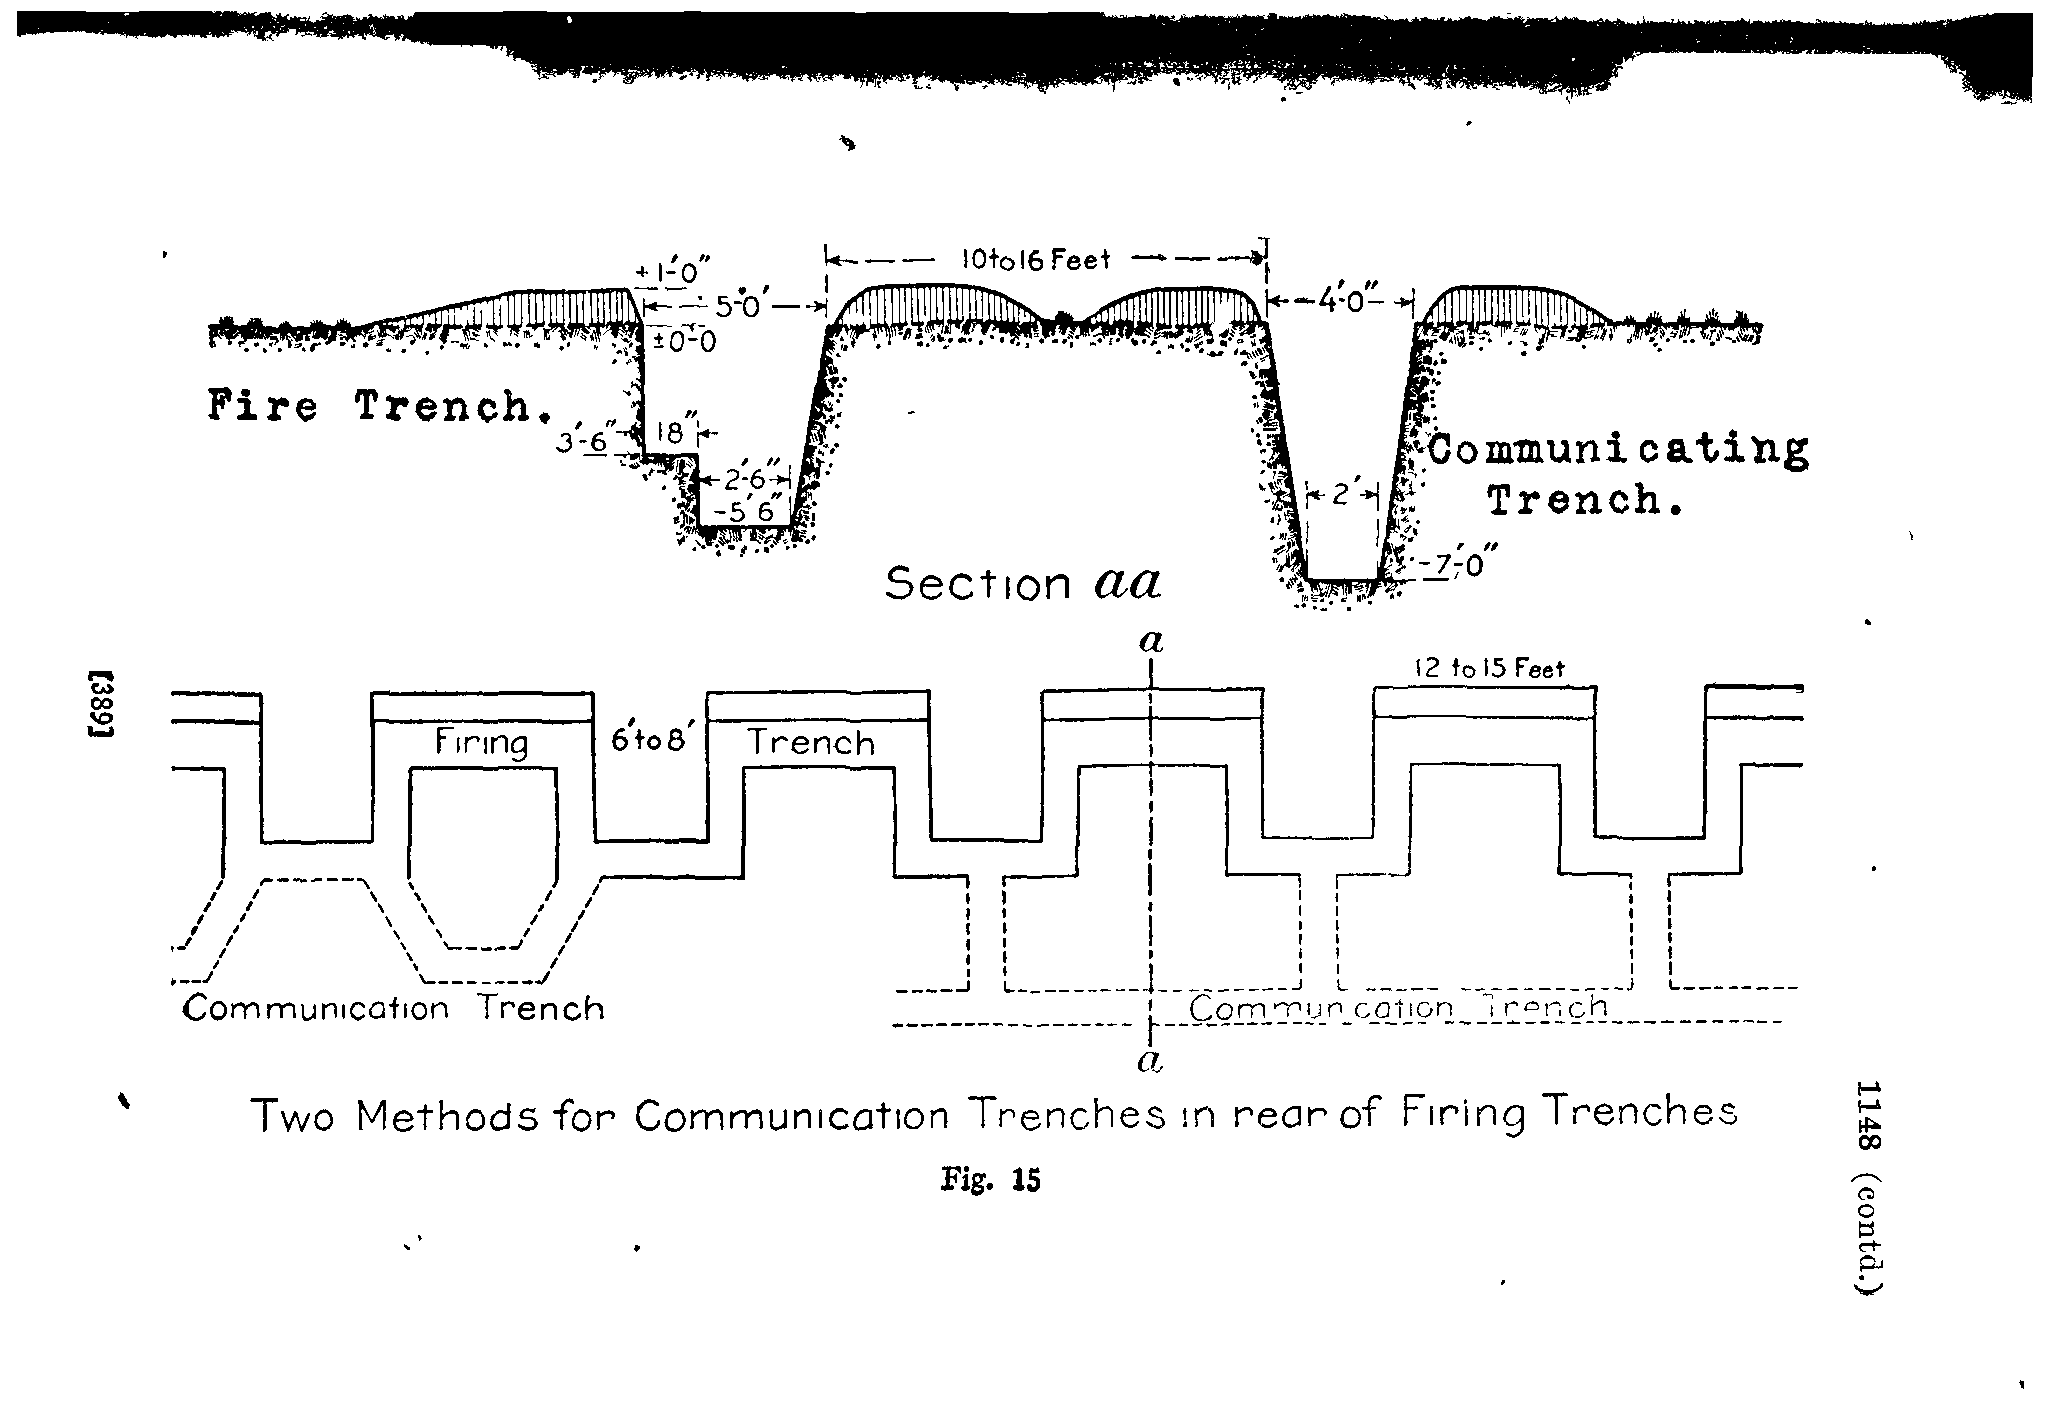 10 to 16 Feet
+1'-0"
5'-0'
4'-0"
±0-0
Fire Trench.
3'-6"
18"
2'-6"
-5'6"
Communicating
Trench.
2'
-7'-0"
Section aa
a
12 to 15 Feet
Firing
6' to 8'
Trench
Communication Trench
Communication Trench
a
Two Methods for Communication Trenches in rear of Firing Trenches
Fig. 15
[389]
1148 (contd.)